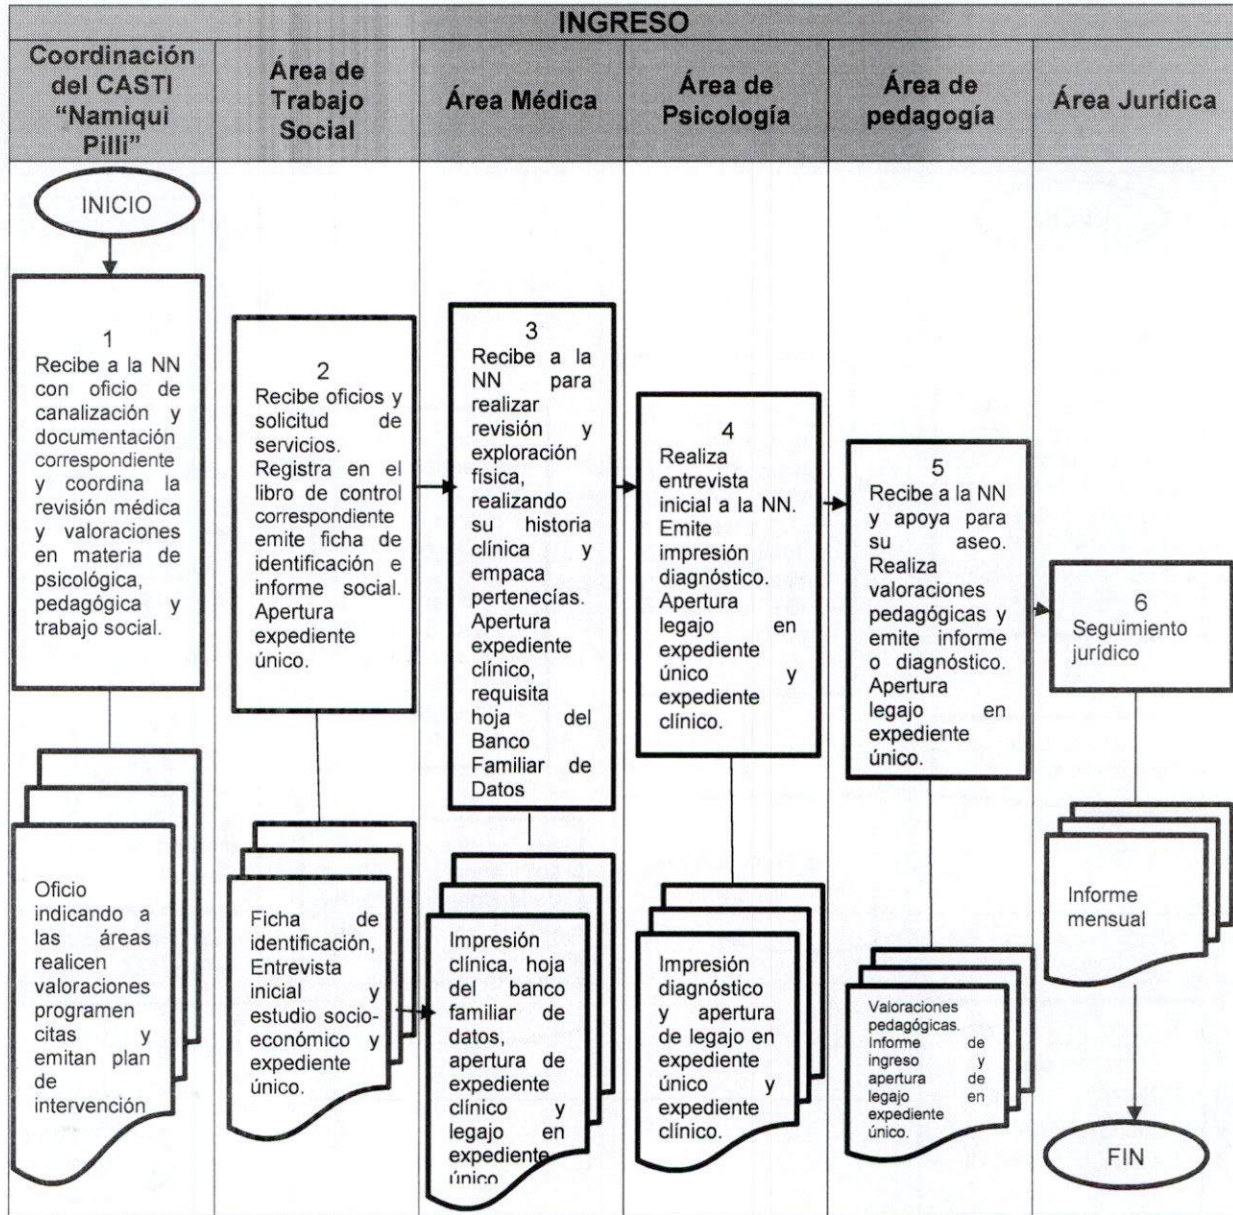 INGRESO
Coordinación
del CASTI
“Namiqui
Pilli”
Área de
Trabajo
Social
Área Médica
Área de
Psicología
Área de
pedagogía
Área Jurídica
INICIO
1
Recibe a la NN
con oficio de
canalización y
documentación
correspondiente
y coordina la
revisión médica
y valoraciones
en materia de
psicológica,
pedagógica y
trabajo social.
Oficio
indicando a
las áreas
realicen
valoraciones
programen
citas y
emitan plan
de
intervención
2
Recibe oficios y
solicitud de
servicios.
Registra en el
libro de control
correspondiente
emite ficha de
identificación e
informe social.
Apertura
expediente
único.
Ficha de
identificación,
Entrevista
inicial y
estudio socio-
económico y
expediente
único.
3
Recibe a la
NN para
realizar
revisión y
exploración
física,
realizando
su historia
clínica y
empaca
pertenecías.
Apertura
expediente
clínico,
requisita
hoja del
Banco
Familiar de
Datos
Impresión
clínica, hoja
del banco
familiar de
datos,
apertura de
expediente
clínico y
legajo en
expediente
único
4
Realiza
entrevista
inicial a la NN.
Emite
impresión
diagnóstico.
Apertura
legajo en
expediente
único y
expediente
clínico.
Impresión
diagnóstico
y apertura
de legajo en
expediente
único y
expediente
clínico.
5
Recibe a la NN
y apoya para
su aseo.
Realiza
valoraciones
pedagógicas y
emite informe
o diagnóstico.
Apertura
legajo en
expediente
único.
Valoraciones
pedagógicas.
Informe de
ingreso y
apertura de
legajo en
expediente
único.
6
Seguimiento
jurídico
Informe
mensual
FIN